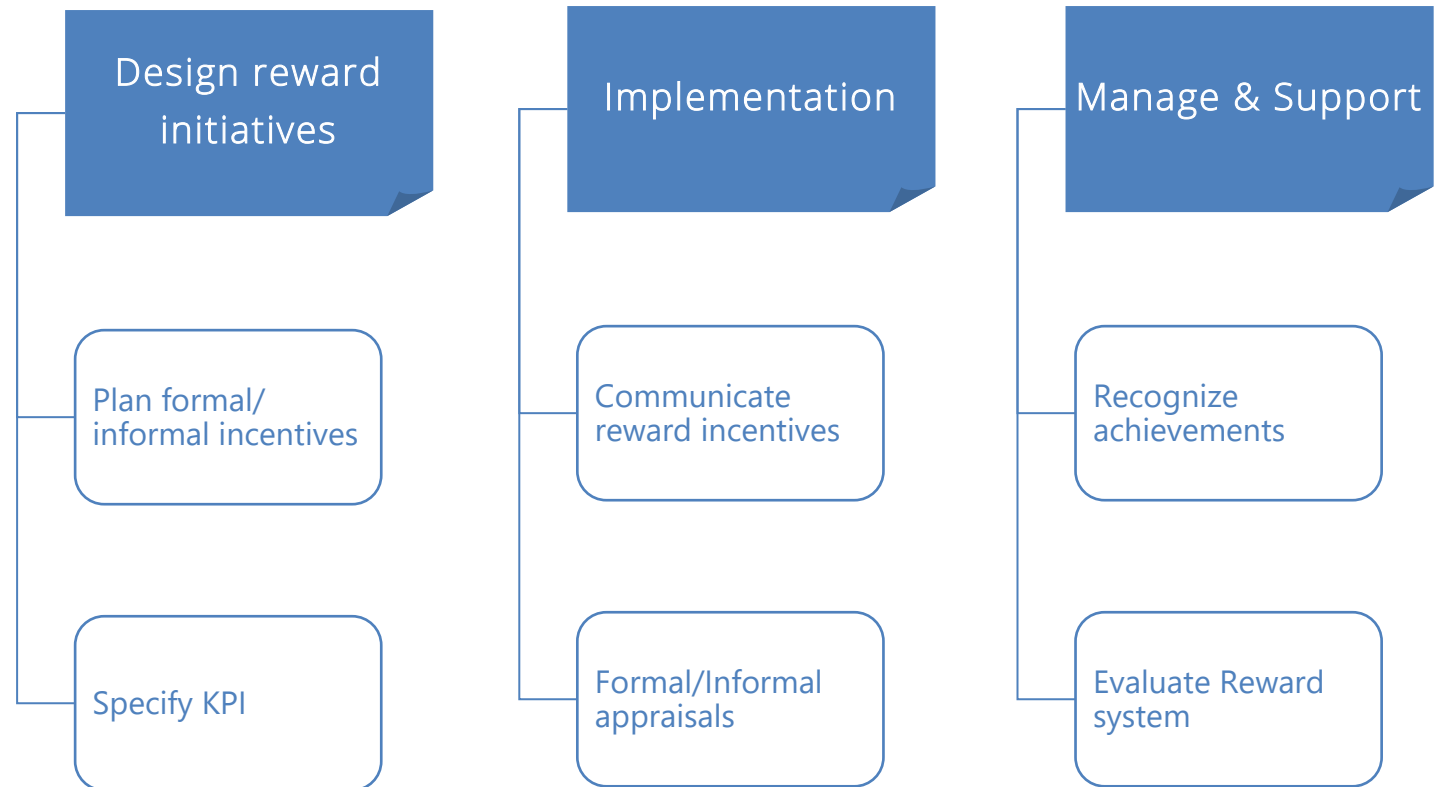 Design reward
initiatives
Plan formal/
informal incentives
Specify KPI
Implementation
Communicate
reward incentives
Formal/Informal
appraisals
Manage & Support
Recognize
achievements
Evaluate Reward
system